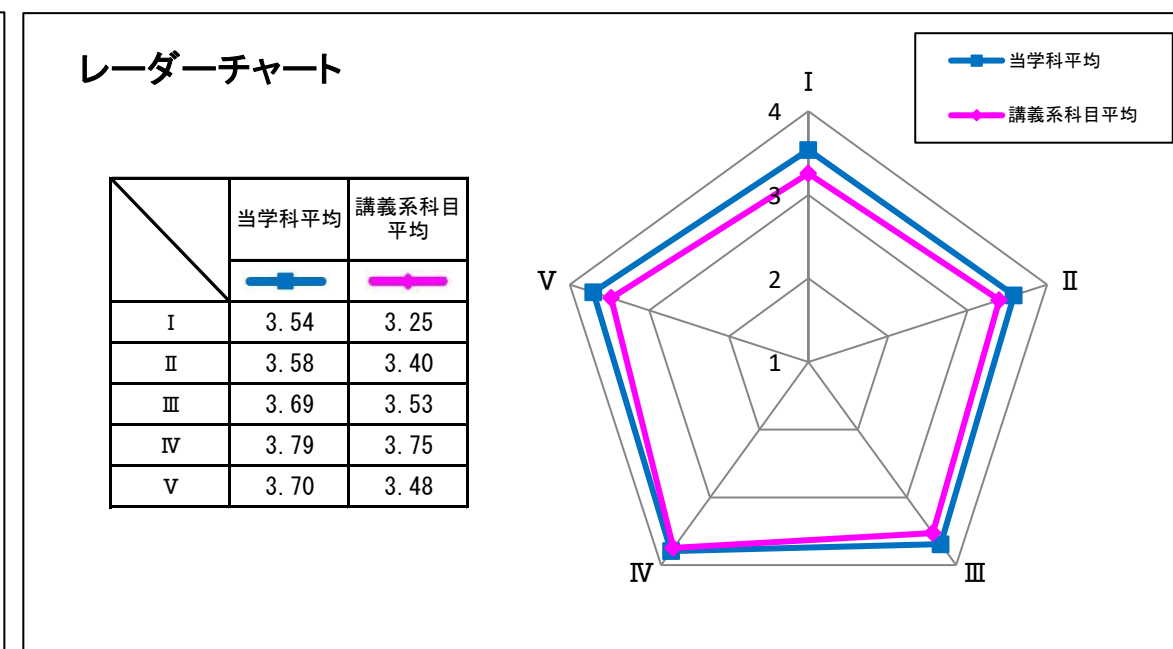 レーダーチャート
当学科平均
講義系科目平均
当学科平均 講義系科目
平均
Ⅰ 3.54 3.25
Ⅱ 3.58 3.40
Ⅲ 3.69 3.53
Ⅳ 3.79 3.75
Ⅴ 3.70 3.48
Ⅰ
4
3
2
1
Ⅱ
Ⅲ
Ⅳ
Ⅴ